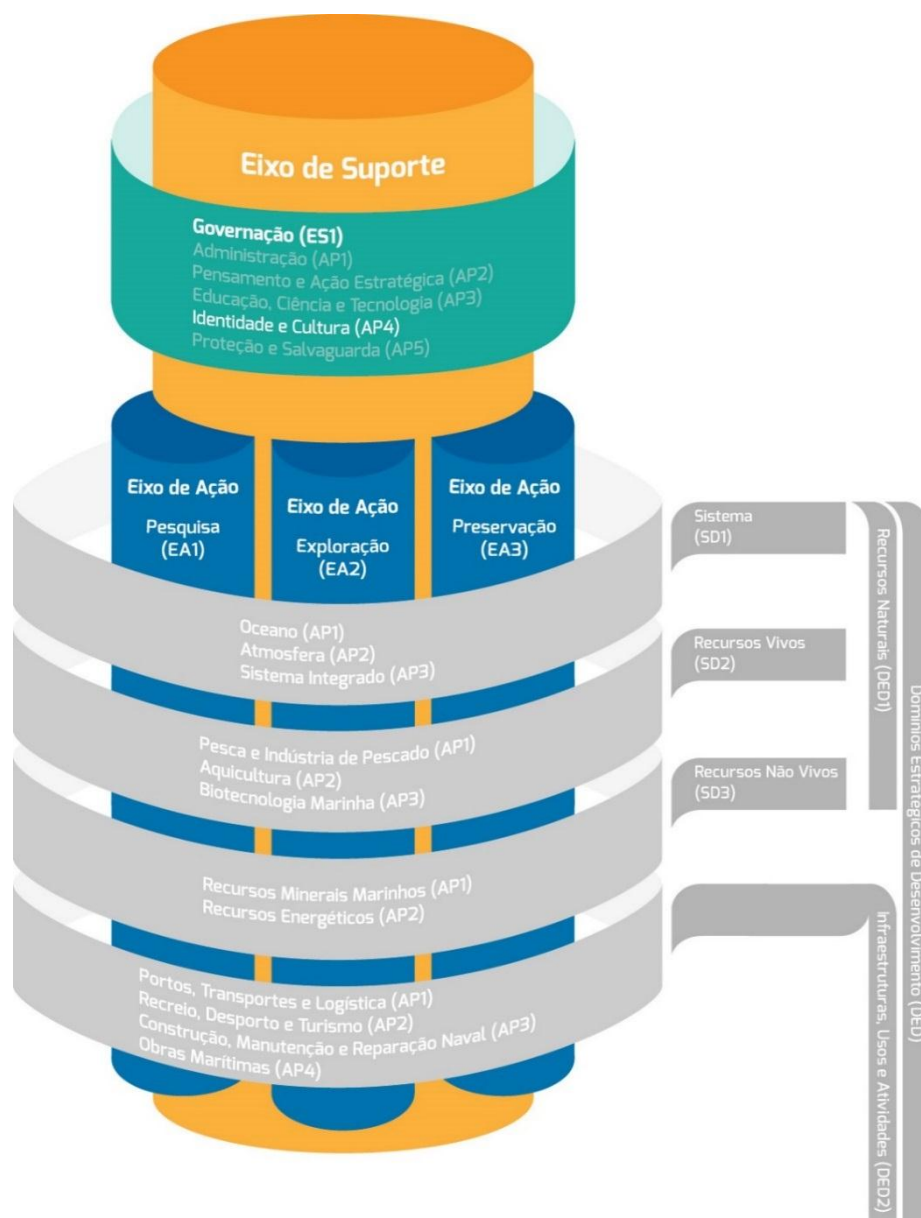 Eixo de Suporte
Governação (ES1)
Administração (AP1)
Pensamento e Ação Estratégica (AP2)
Educação, Ciência e Tecnologia (AP3)
Identidade e Cultura (AP4)
Proteção e Salvaguarda (AP5)
Eixo de Ação
Pesquisa
(EA1)
Eixo de Ação
Exploração
(EA2)
Eixo de Ação
Preservação
(EA3)
Oceano (AP1)
Atmosfera (AP2)
Sistema Integrado (AP3)
Sistema
(SD1)
Pesca e Indústria de Pescado (AP1)
Aquicultura (AP2)
Biotecnologia Marinha (AP3)
Recursos Vivos
(SD2)
Recursos Minerais Marinhos (AP1)
Recursos Energéticos (AP2)
Recursos Não Vivos
(SD3)
Portos, Transportes e Logística (AP1)
Recreio, Desporto e Turismo (AP2)
Construção, Manutenção e Reparação Naval (AP3)
Obras Marítimas (AP4)
Recursos Naturais (DED1)
Infraestruturas, Usos e Atividades (DED2)
Domínios Estratégicos de Desenvolvimento (DED)